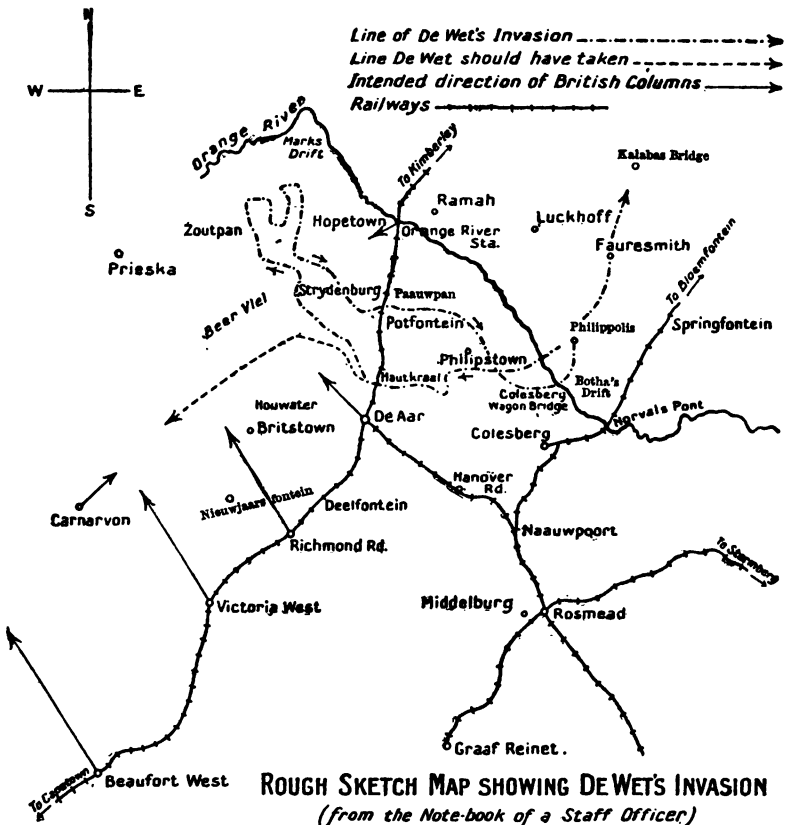 N
W E
S
Line of De Wet's Invasion
Line De Wet should have taken
Intended direction of British Columns
Railways
Orange River
Marks
Drift
To Kimberley
Kalabas Bridge
Ramah
Luckhoff
Zoutpan
Hopetown
Orange River
Sta.
Fauresmith
Prieska
To Bloemfontein
Strydenburg
Paauwpan
Beer Vlei
Potfontein
Philippolis
Springfontein
Philipstown
Hautkraal
Botha's
Drift
Colesberg
Wagon Bridge
Houwater
Britstown
De Aar
Norvals Pont
Colesberg
Hanover
Rd.
Nieuwjaarsfontein
Deelfontein
Carnarvon
Richmond Rd.
Naauwpoort
To Stormberg
Victoria West
Middelburg
Rosmead
Graaf Reinet.
To Capetown
Beaufort West
ROUGH SKETCH MAP SHOWING DE WET'S INVASION
(from the Note-book of a Staff Officer)